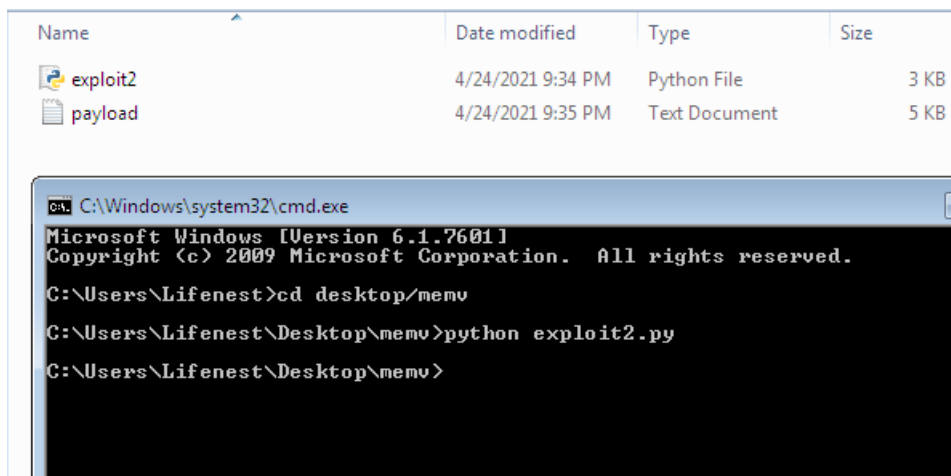 Name Date modified Type Size
exploit2 4/24/2021 9:34 PM Python File 3 KB
payload 4/24/2021 9:35 PM Text Document 5 KB
C:\Windows\system32\cmd.exe
Microsoft Windows [Version 6.1.7601]
Copyright (c) 2009 Microsoft Corporation.  All rights reserved.
C:\Users\Lifenest>cd desktop/memv
C:\Users\Lifenest\Desktop\memv>python exploit2.py
C:\Users\Lifenest\Desktop\memv>